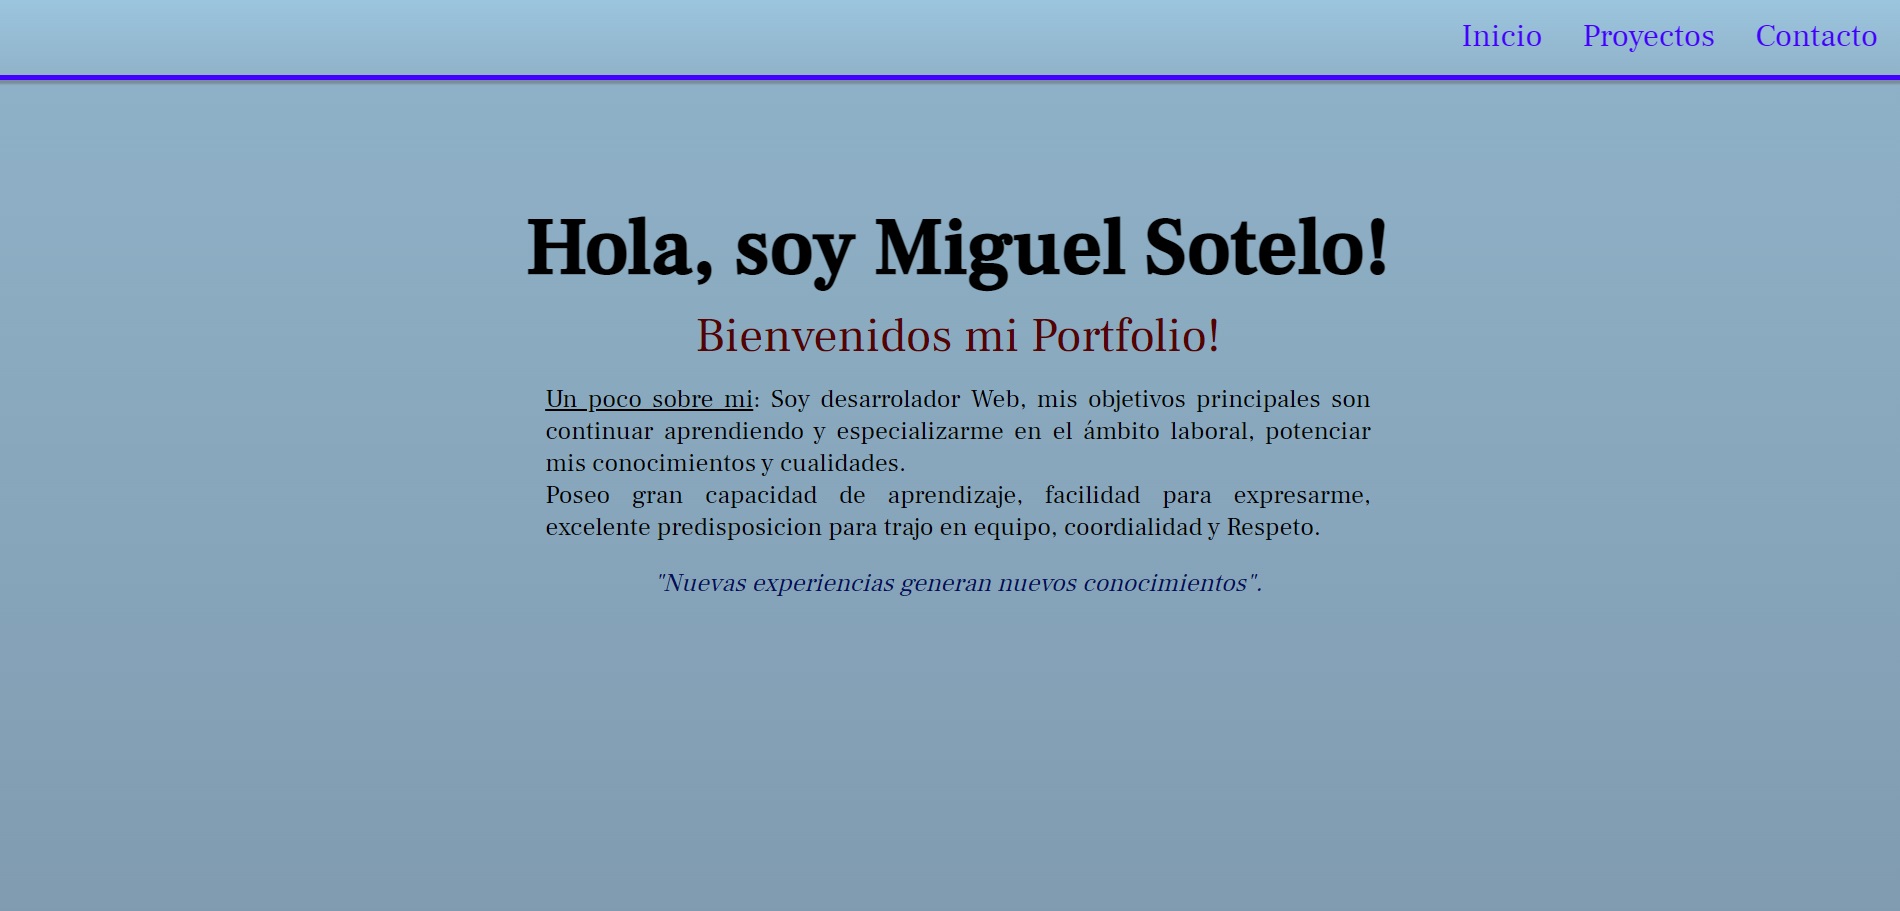 Inicio Proyectos Contacto
Hola, soy Miguel Sotelo!
Bienvenidos mi Portfolio!
Un poco sobre mi: Soy desarrolador Web, mis objetivos principales son
continuar aprendiendo y especializarme en el ámbito laboral, potenciar
mis conocimientos y cualidades.
Poseo gran capacidad de aprendizaje, facilidad para expresarme,
excelente predisposicion para trajo en equipo, coordialidad y Respeto.
"Nuevas experiencias generan nuevos conocimientos".